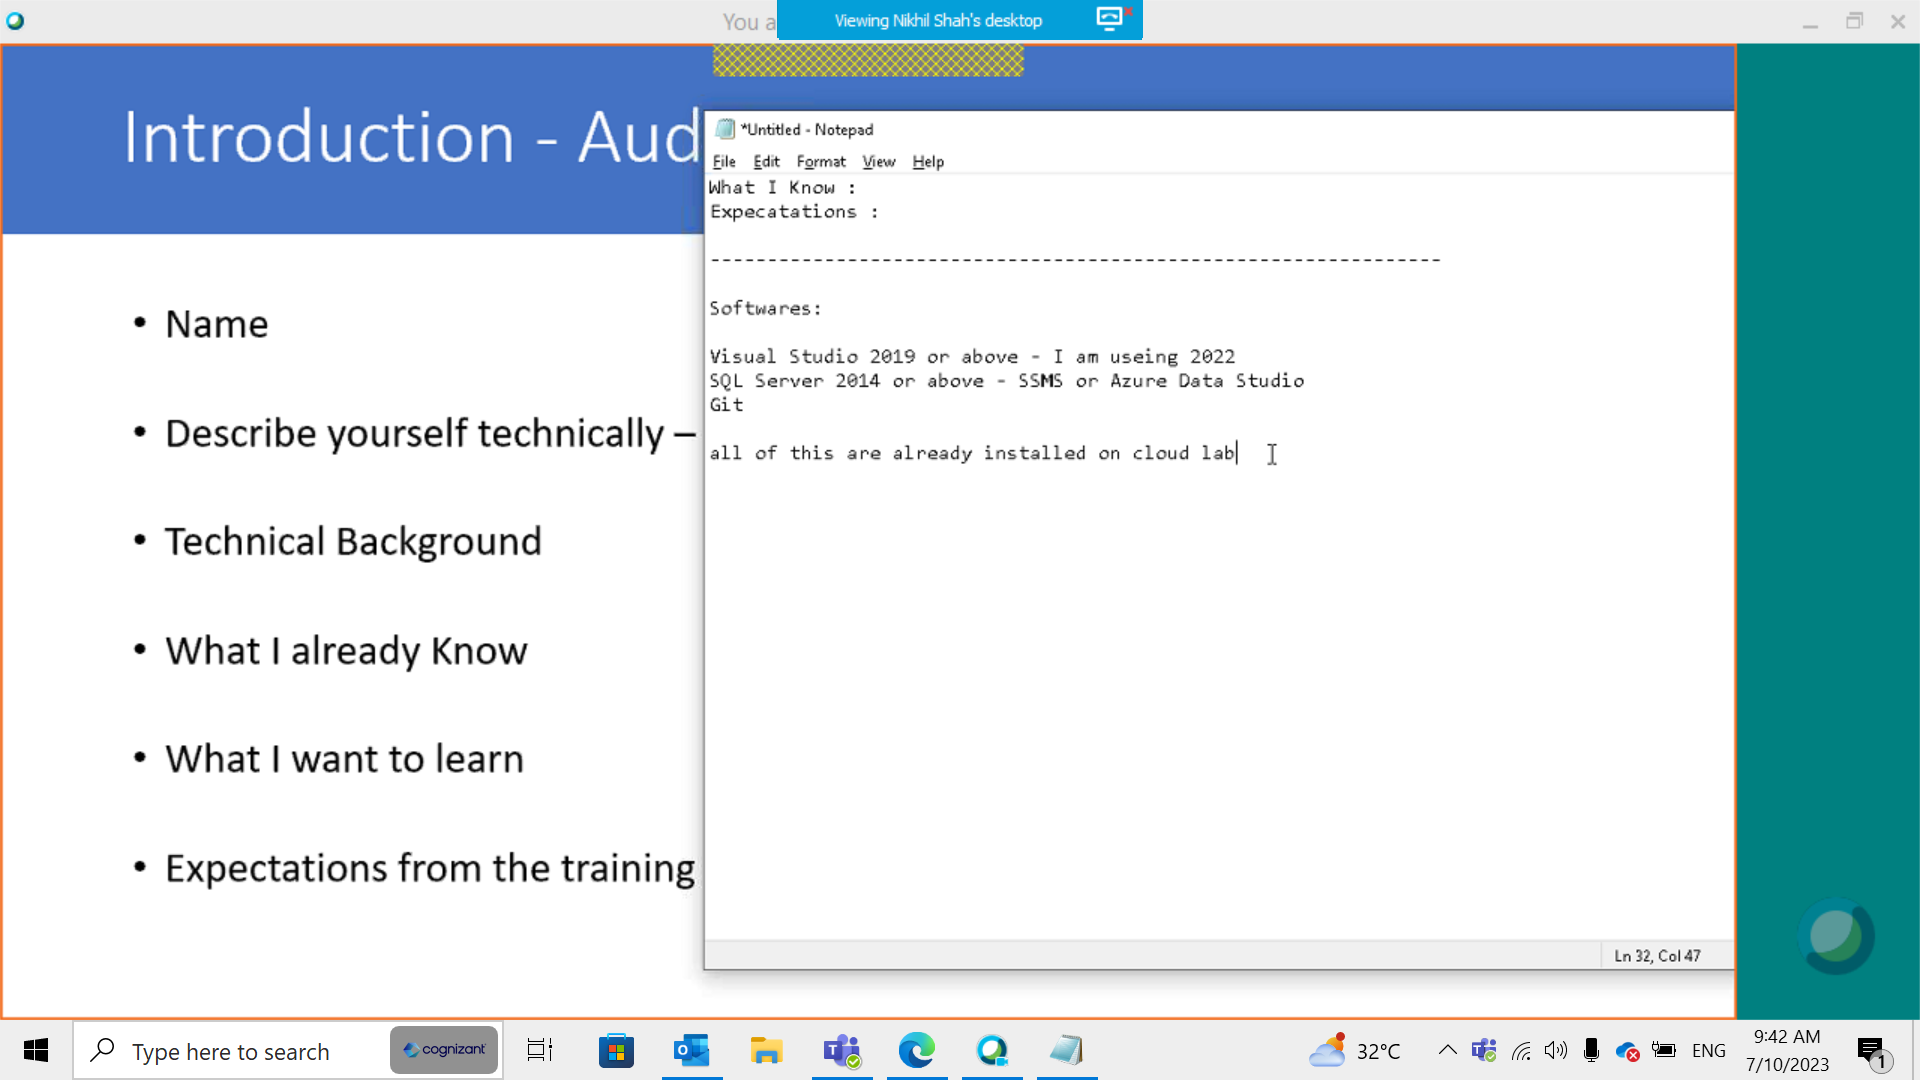 You a
Viewing Nikhil Shah's desktop
Introduction - Aud
• Name
• Describe yourself technically –
• Technical Background
• What I already Know
• What I want to learn
• Expectations from the training
*Untitled - Notepad
File Edit Format View Help
What I Know :
Expecatations :
----------------------------------------------------------------
Softwares:
Visual Studio 2019 or above - I am useing 2022
SQL Server 2014 or above - SSMS or Azure Data Studio
Git
all of this are already installed on cloud lab
Ln 32, Col 47
Type here to search
cognizant
32°C
ENG
9:42 AM
7/10/2023
1